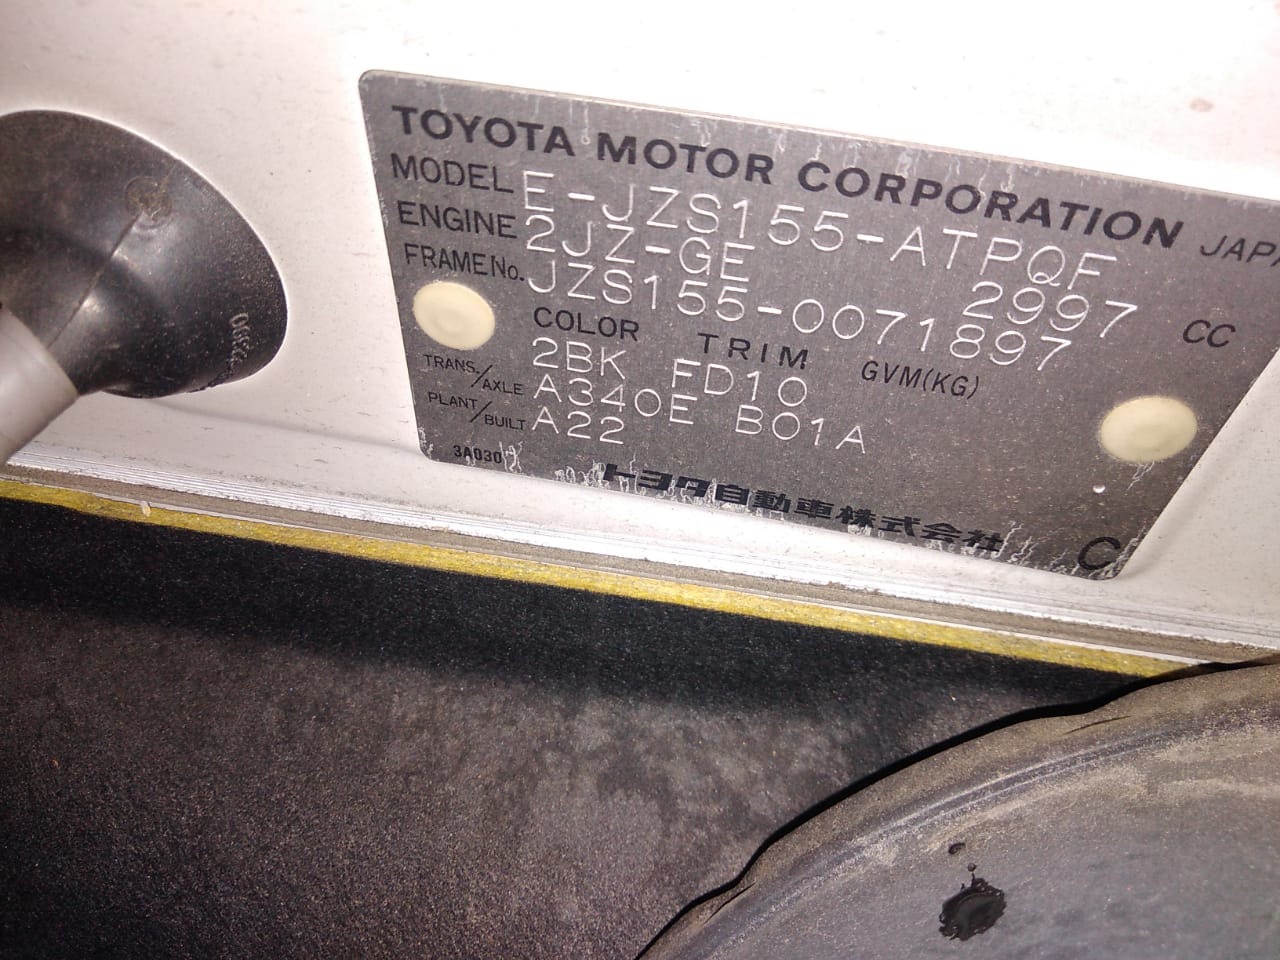 TOYOTA MOTOR CORPORATION JAPA
MODEL E-JZS155-ATPQF
ENGINE 2JZ-GE 2997 CC
FRAME No. JZS155-0071897
COLOR TRIM GVM(KG)
2BK FD10
TRANS./AXLE A340E B01A
PLANT/BUILT A22
3A030
トヨタ自動車株式会社 C